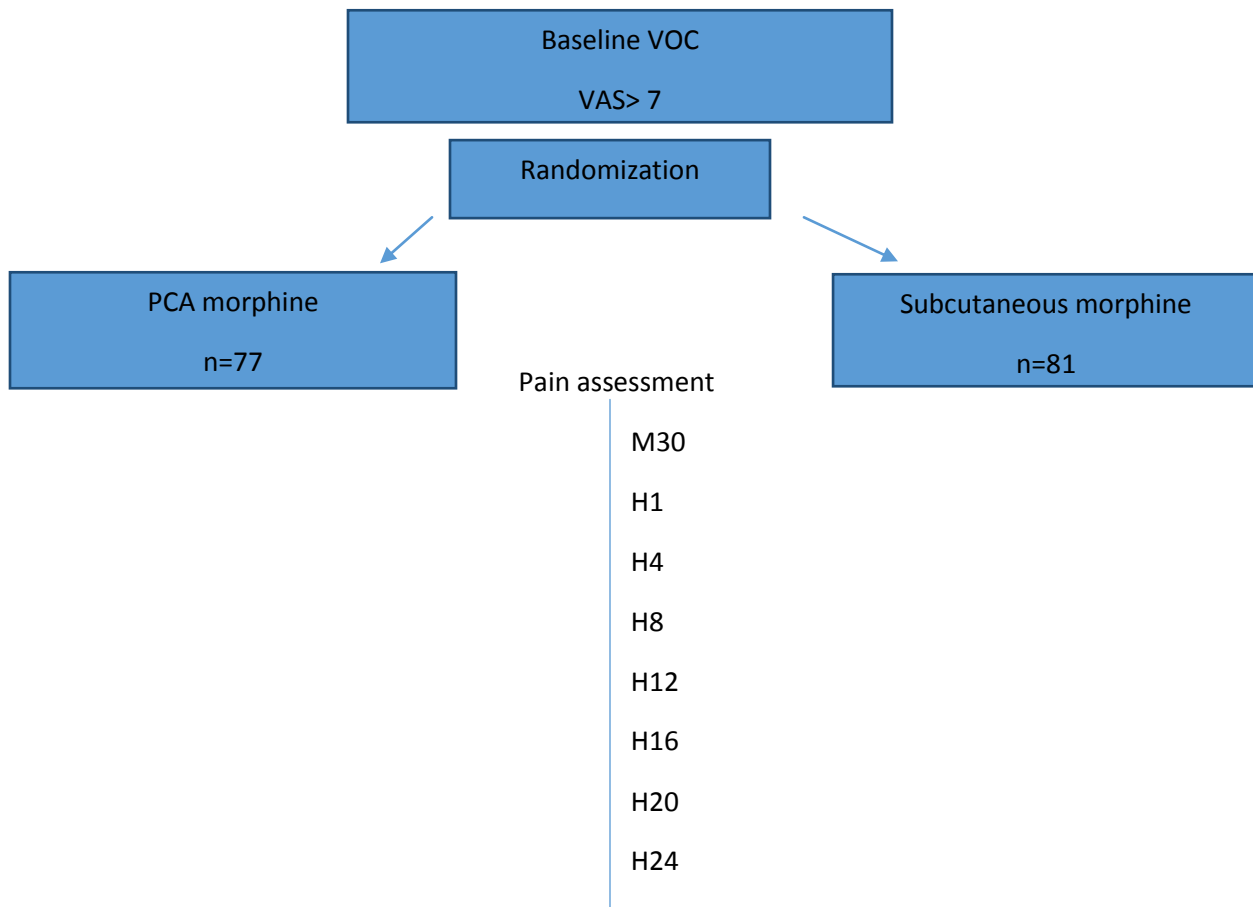 Baseline VOC
VAS> 7
Randomization
PCA morphine
n=77
Subcutaneous morphine
n=81
Pain assessment
M30
H1
H4
H8
H12
H16
H20
H24